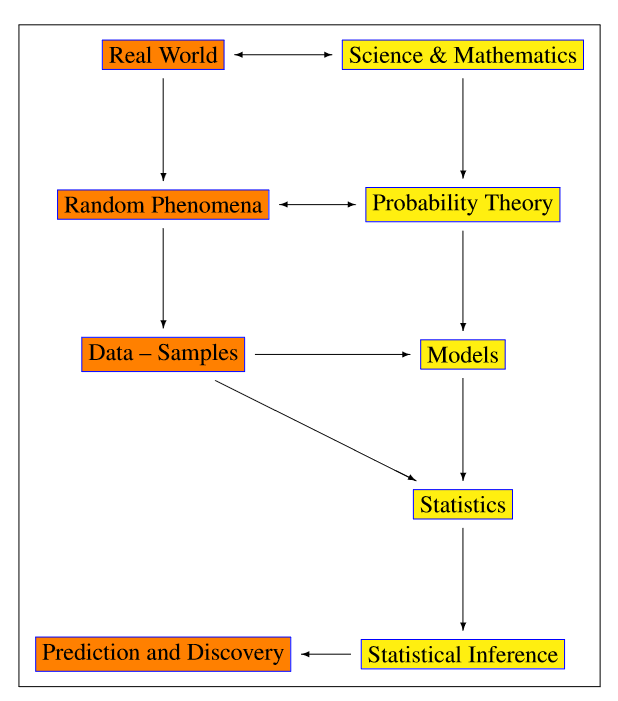 Real World
Science & Mathematics
Random Phenomena
Probability Theory
Data – Samples
Models
Statistics
Prediction and Discovery
Statistical Inference